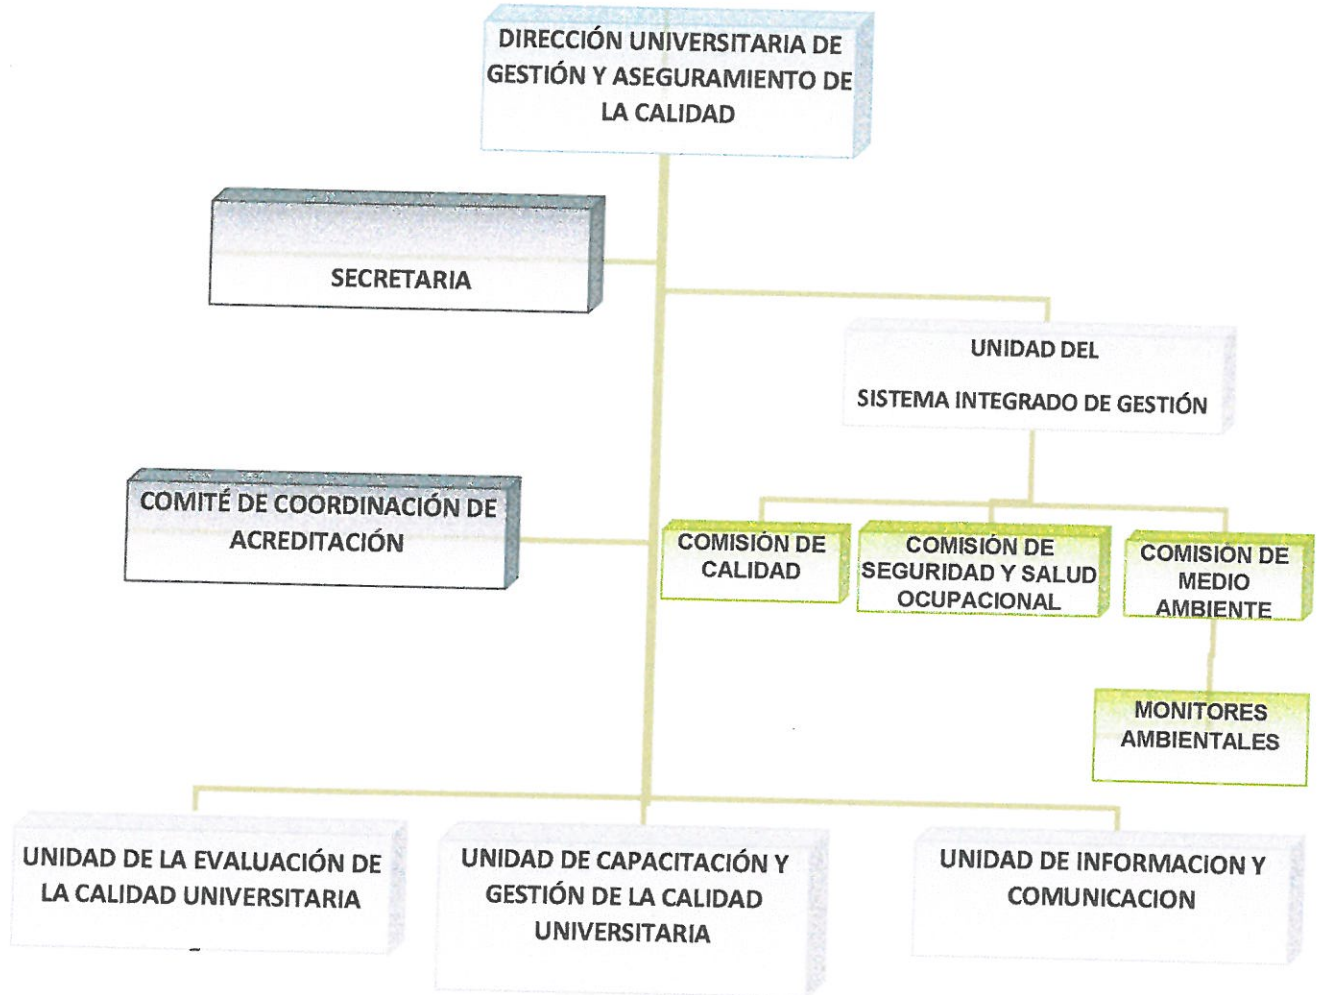 DIRECCIÓN UNIVERSITARIA DE
GESTIÓN Y ASEGURAMIENTO DE
LA CALIDAD
SECRETARIA
UNIDAD DEL
SISTEMA INTEGRADO DE GESTIÓN
COMITÉ DE COORDINACIÓN DE
ACREDITACIÓN
COMISIÓN DE
CALIDAD
COMISIÓN DE
SEGURIDAD Y SALUD
OCUPACIONAL
COMISIÓN DE
MEDIO
AMBIENTE
MONITORES
AMBIENTALES
UNIDAD DE LA EVALUACIÓN DE
LA CALIDAD UNIVERSITARIA
UNIDAD DE CAPACITACIÓN Y
GESTIÓN DE LA CALIDAD
UNIVERSITARIA
UNIDAD DE INFORMACION Y
COMUNICACION